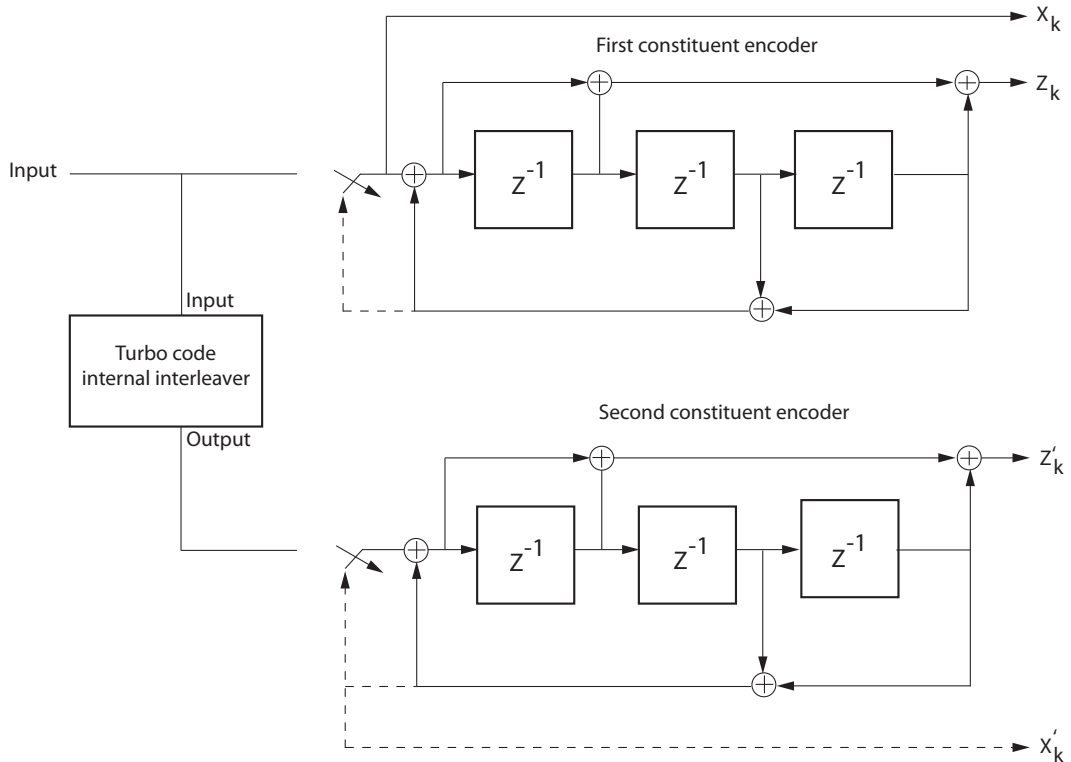 X_k
First constituent encoder
Z_k
Input
Z^-1 Z^-1 Z^-1
Input
Turbo code
internal interleaver
Output
Second constituent encoder
Z'_k
Z^-1 Z^-1 Z^-1
X'_k